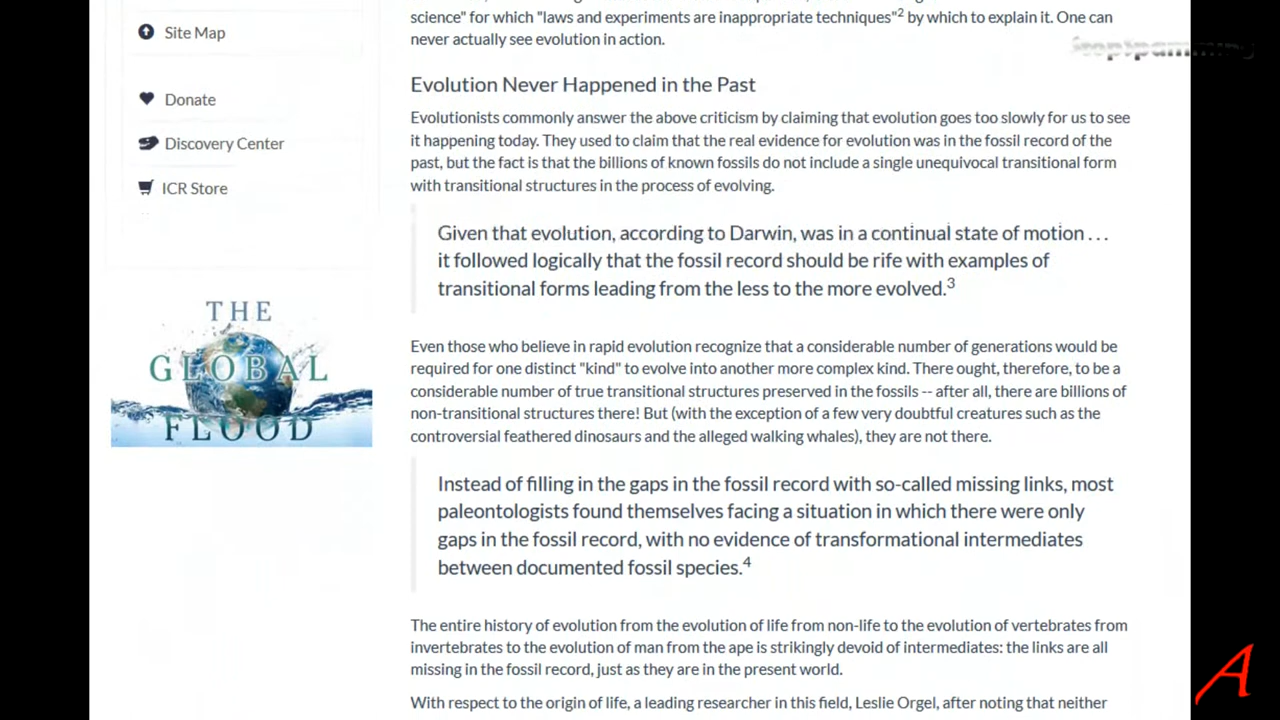 science" for which "laws and experiments are inappropriate techniques"2 by which to explain it. One can
never actually see evolution in action.
Site Map
Donate
Discovery Center
ICR Store
THE
GLOBAL
FLOOD
StopSpamming
Evolution Never Happened in the Past
Evolutionists commonly answer the above criticism by claiming that evolution goes too slowly for us to see
it happening today. They used to claim that the real evidence for evolution was in the fossil record of the
past, but the fact is that the billions of known fossils do not include a single unequivocal transitional form
with transitional structures in the process of evolving.
Given that evolution, according to Darwin, was in a continual state of motion . . .
it followed logically that the fossil record should be rife with examples of
transitional forms leading from the less to the more evolved.3
Even those who believe in rapid evolution recognize that a considerable number of generations would be
required for one distinct "kind" to evolve into another more complex kind. There ought, therefore, to be a
considerable number of true transitional structures preserved in the fossils -- after all, there are billions of
non-transitional structures there! But (with the exception of a few very doubtful creatures such as the
controversial feathered dinosaurs and the alleged walking whales), they are not there.
Instead of filling in the gaps in the fossil record with so-called missing links, most
paleontologists found themselves facing a situation in which there were only
gaps in the fossil record, with no evidence of transformational intermediates
between documented fossil species.4
The entire history of evolution from the evolution of life from non-life to the evolution of vertebrates from
invertebrates to the evolution of man from the ape is strikingly devoid of intermediates: the links are all
missing in the fossil record, just as they are in the present world.
With respect to the origin of life, a leading researcher in this field, Leslie Orgel, after noting that neither
A